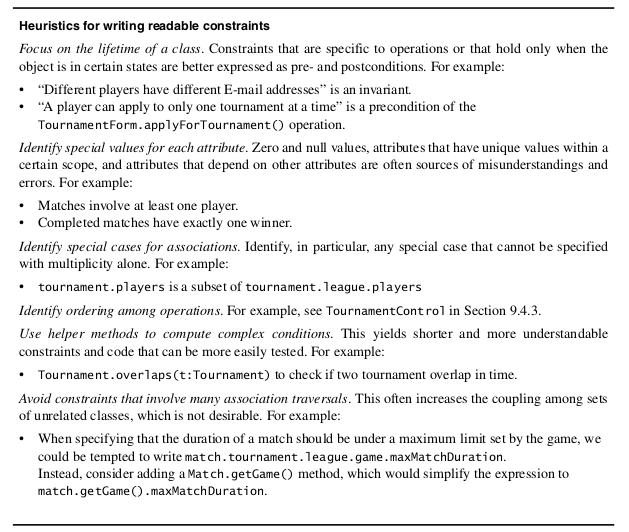 Heuristics for writing readable constraints
Focus on the lifetime of a class. Constraints that are specific to operations or that hold only when the
object is in certain states are better expressed as pre- and postconditions. For example:
• “Different players have different E-mail addresses” is an invariant.
• “A player can apply to only one tournament at a time” is a precondition of the
TournamentForm.applyForTournament() operation.
Identify special values for each attribute. Zero and null values, attributes that have unique values within a
certain scope, and attributes that depend on other attributes are often sources of misunderstandings and
errors. For example:
• Matches involve at least one player.
• Completed matches have exactly one winner.
Identify special cases for associations. Identify, in particular, any special case that cannot be specified
with multiplicity alone. For example:
• tournament.players is a subset of tournament.league.players
Identify ordering among operations. For example, see TournamentControl in Section 9.4.3.
Use helper methods to compute complex conditions. This yields shorter and more understandable
constraints and code that can be more easily tested. For example:
• Tournament.overlaps(t:Tournament) to check if two tournament overlap in time.
Avoid constraints that involve many association traversals. This often increases the coupling among sets
of unrelated classes, which is not desirable. For example:
• When specifying that the duration of a match should be under a maximum limit set by the game, we
could be tempted to write match.tournament.league.game.maxMatchDuration.
Instead, consider adding a Match.getGame() method, which would simplify the expression to
match.getGame().maxMatchDuration.